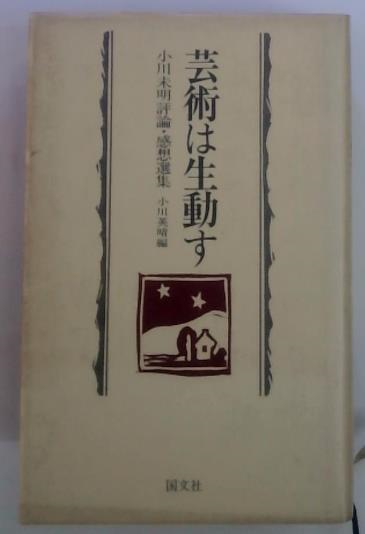 芸術は生動す
小川未明評論・感想選集
小川英晴編
国文社